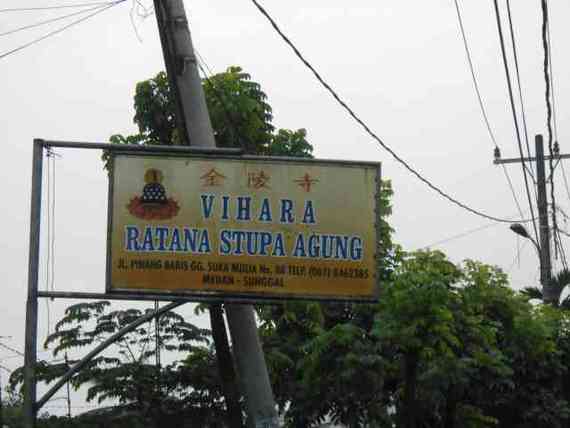 金陵寺
VIHARA
RATANA STUPA AGUNG
JL. PINANG BARIS GG. SUKA MULIA No. 88 TELP. (061) 8462385
MEDAN - SUNGGAL